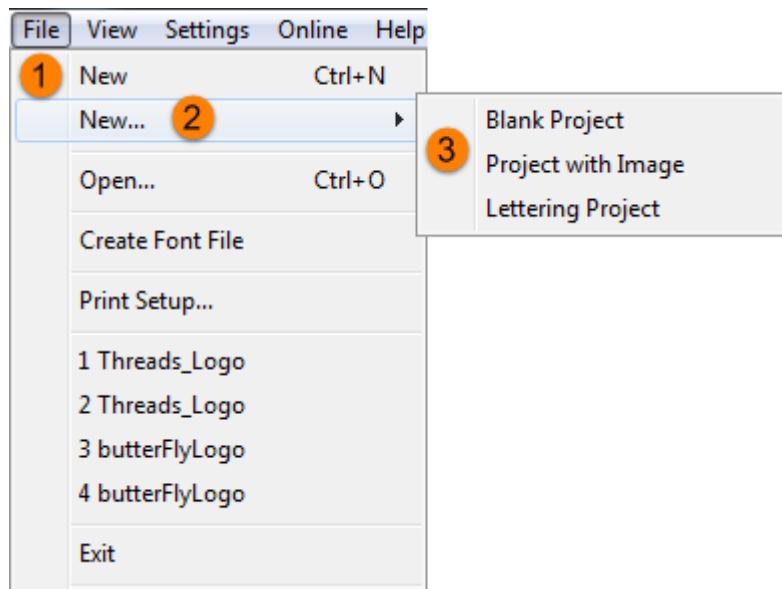 File View Settings Online Help
1 New Ctrl+N
New... 2
3 Blank Project
Project with Image
Lettering Project
Open... Ctrl+O
Create Font File
Print Setup...
1 Threads_Logo
2 Threads_Logo
3 butterFlyLogo
4 butterFlyLogo
Exit